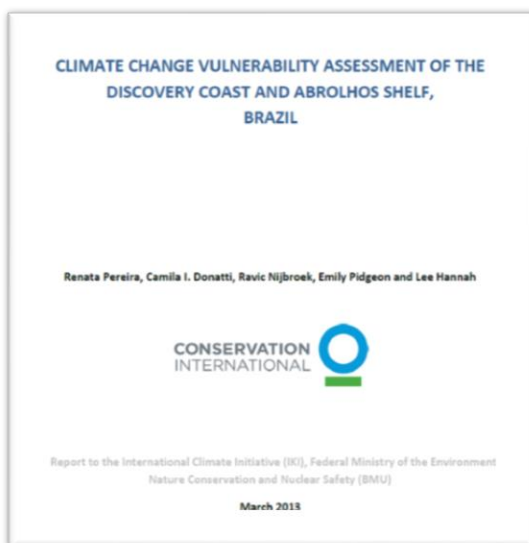 CLIMATE CHANGE VULNERABILITY ASSESSMENT OF THE
DISCOVERY COAST AND ABROLHOS SHELF,
BRAZIL
Renata Pereira, Camila I. Donatti, Ravic Nijbroek, Emily Pidgeon and Lee Hannah
CONSERVATION
INTERNATIONAL
Report to the International Climate Initiative (IKI), Federal Ministry of the Environment
Nature Conservation and Nuclear Safety (BMU)
March 2013